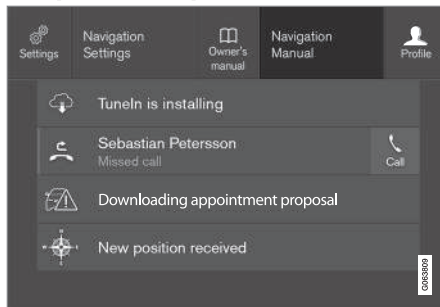 Settings
Navigation
Settings
Owner's
manual
Navigation
Manual
Profile
TuneIn is installing
Sebastian Petersson
Missed call
Call
Downloading appointment proposal
New position received
G063809